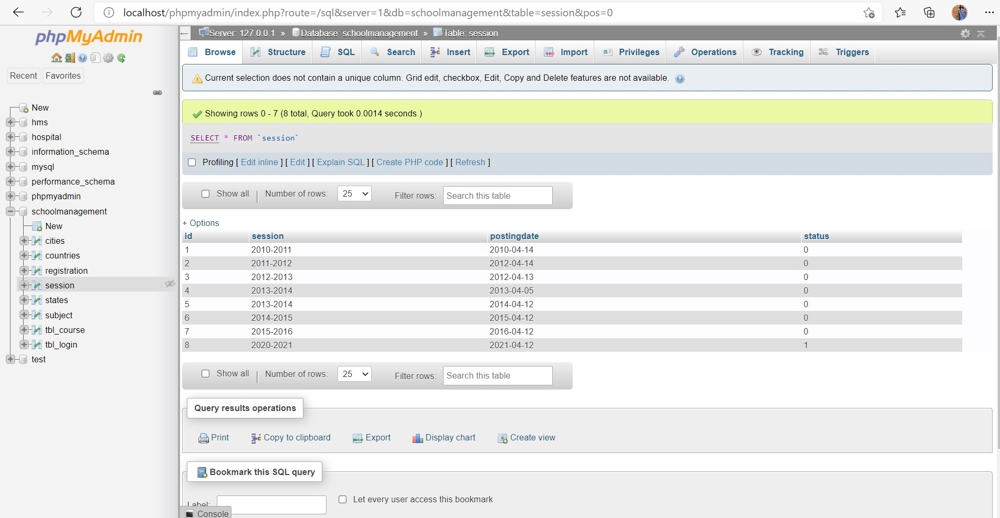 localhost/phpmyadmin/index.php?route=/sql&server=1&db=schoolmanagement&table=session&pos=0
phpMyAdmin
Recent Favorites
New
hms
hospital
information_schema
mysql
performance_schema
phpmyadmin
schoolmanagement
New
cities
countries
registration
session
states
subject
tbl_course
tbl_login
test
Server: 127.0.0.1 » Database: schoolmanagement » Table: session
Browse Structure SQL Search Insert Export Import Privileges Operations Tracking Triggers
Current selection does not contain a unique column. Grid edit, checkbox, Edit, Copy and Delete features are not available.
Showing rows 0 - 7 (8 total, Query took 0.0014 seconds.)
SELECT * FROM `session`
Profiling [ Edit inline ] [ Edit ] [ Explain SQL ] [ Create PHP code ] [ Refresh ]
Show all | Number of rows: 25 Filter rows: Search this table
+ Options
id session postingdate status
1 2010-2011 2010-04-14 0
2 2011-2012 2012-04-14 0
3 2012-2013 2012-04-13 0
4 2013-2014 2013-04-05 0
5 2013-2014 2014-04-12 0
6 2014-2015 2015-04-12 0
7 2015-2016 2016-04-12 0
8 2020-2021 2021-04-12 1
Show all | Number of rows: 25 Filter rows: Search this table
Query results operations
Print Copy to clipboard Export Display chart Create view
Bookmark this SQL query
Label: Let every user access this bookmark
Console